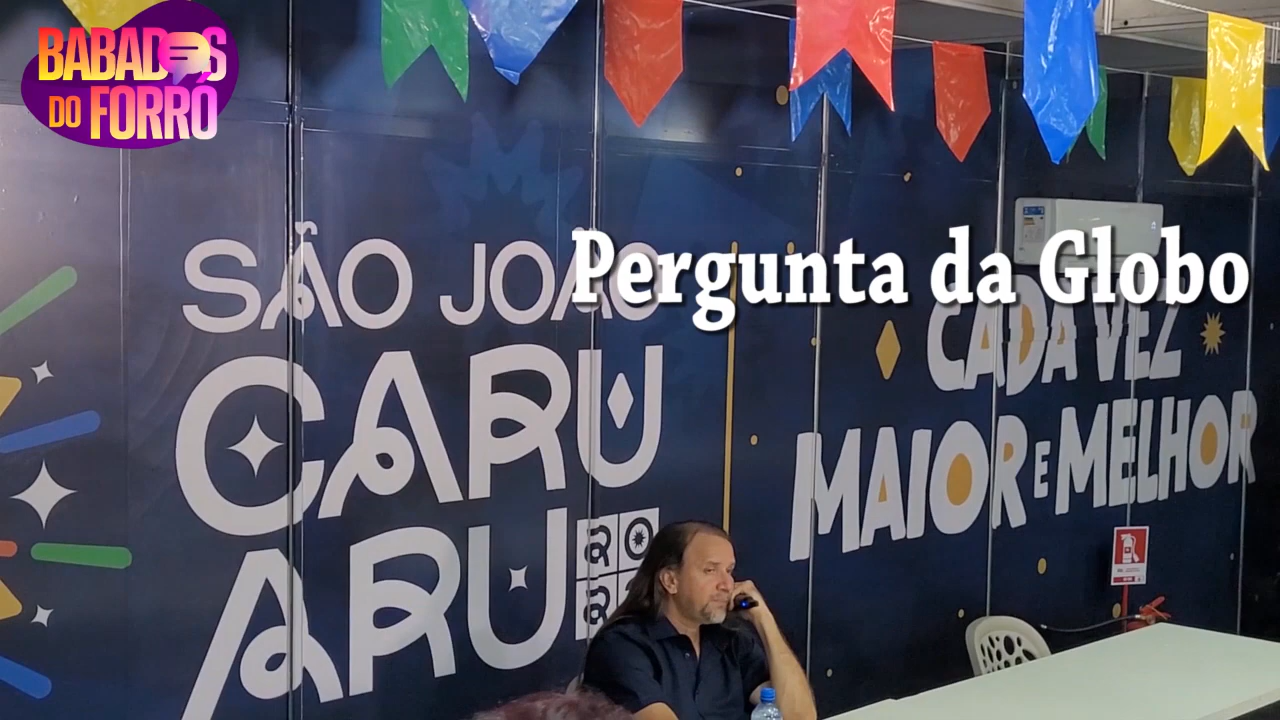 BABADOS
DO FORRÓ
SÃO JOÃO
CARU
ARU
Pergunta da Globo
CADA VEZ
MAIOR E MELHOR